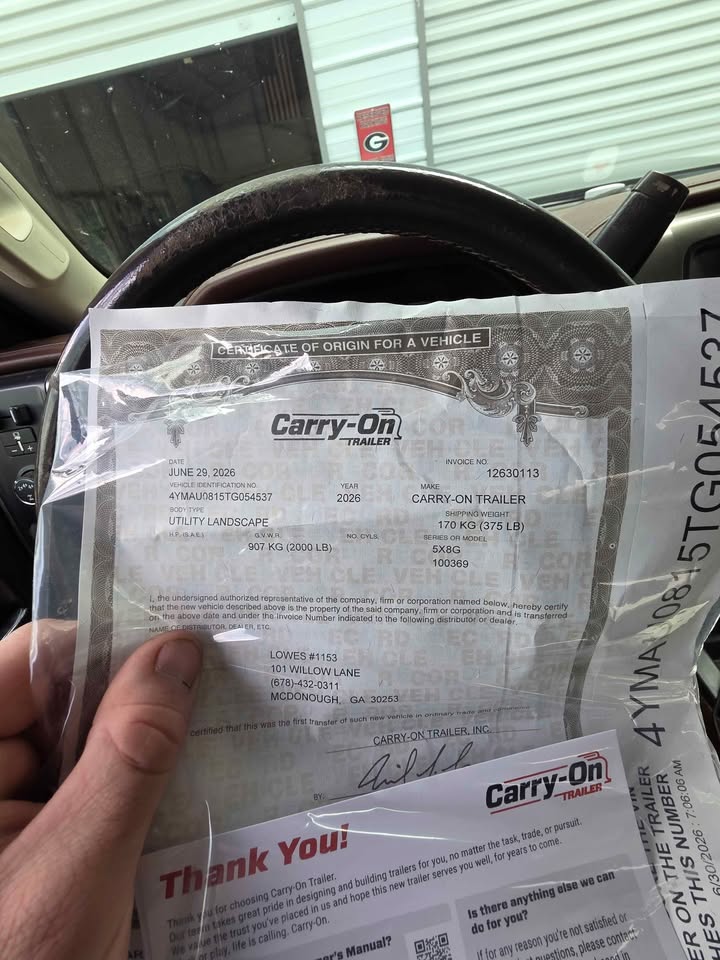 G
CERTIFICATE OF ORIGIN FOR A VEHICLE
Carry-On
TRAILER
DATE
JUNE 29, 2026
INVOICE NO.
12630113
VEHICLE IDENTIFICATION NO.
4YMAU0815TG054537
YEAR
2026
MAKE
CARRY-ON TRAILER
BODY TYPE
UTILITY LANDSCAPE
SHIPPING WEIGHT
170 KG (375 LB)
H.P. (S.A.E.)
G.V.W.R.
907 KG (2000 LB)
NO. CYLS.
SERIES OR MODEL
5X8G
100369
I, the undersigned authorized representative of the company, firm or corporation named below, hereby certify
that the new vehicle described above is the property of the said company, firm or corporation and is transferred
on the above date and under the Invoice Number indicated to the following distributor or dealer.
NAME OF DISTRIBUTOR, DEALER, ETC.
LOWES #1153
101 WILLOW LANE
(678)-432-0311
MCDONOUGH, GA 30253
certified that this was the first transfer of such new vehicle in ordinary trade and
CARRY-ON TRAILER, INC.
BY:
Carry-On
TRAILER
Thank You!
Thank you for choosing Carry-On Trailer.
Our team takes great pride in designing and building trailers for you, no matter the task, trade, or pursuit.
We value the trust you've placed in us and hope this new trailer serves you well, for years to come.
or play, life is calling. Carry-On.
Manual?
Is there anything else we can
do for you?
If for any reason you're not satisfied or
questions, please contact
4YMAU0815TG054537
THE VIN
ER ON THE TRAILER
HES THIS NUMBER
6/30/2026 : 7:06:06 AM